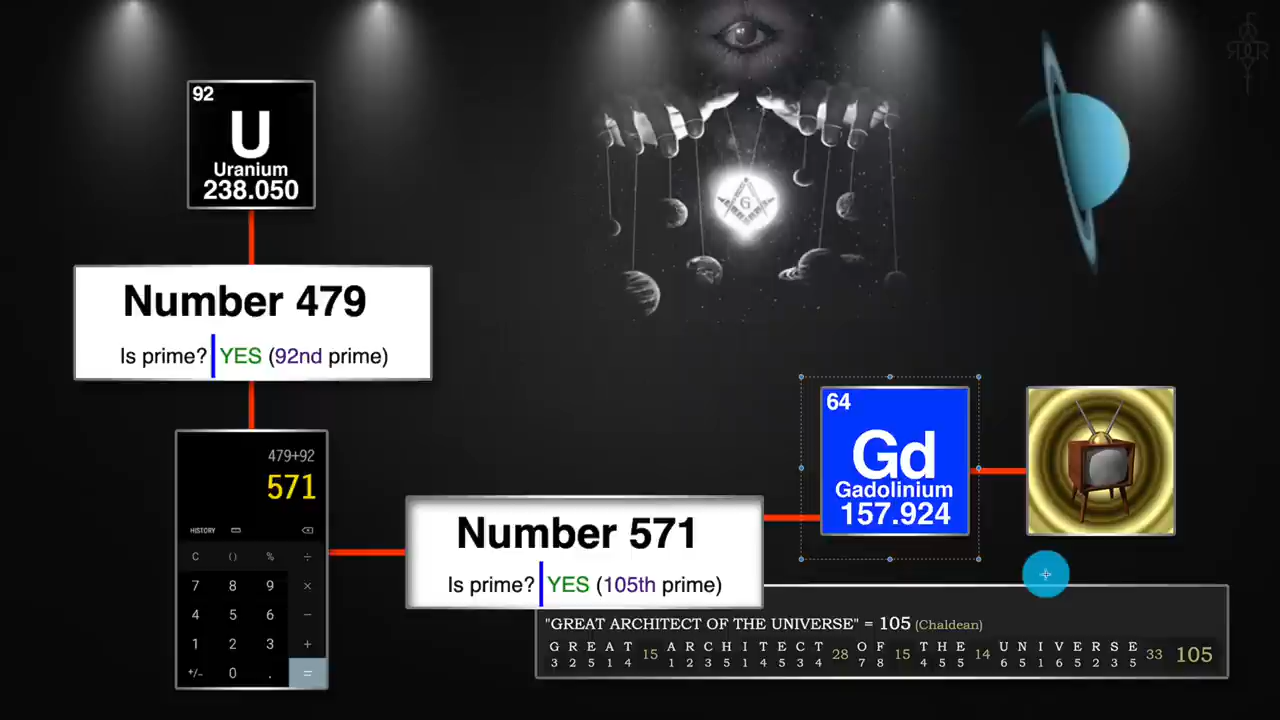 92
U
Uranium
238.050
Number 479
Is prime? YES (92nd prime)
479+92
571
HISTORY
C () % ÷
7 8 9 ×
4 5 6 −
1 2 3 +
+/- 0 . =
G
64
Gd
Gadolinium
157.924
Number 571
Is prime? YES (105th prime)
"GREAT ARCHITECT OF THE UNIVERSE" = 105 (Chaldean)
G R E A T 15 A R C H I T E C T 28 O F 15 T H E 14 U N I V E R S E 33 105
3 2 5 1 4 1 2 3 5 1 4 5 3 4 7 8 4 5 5 6 5 1 6 5 2 3 5